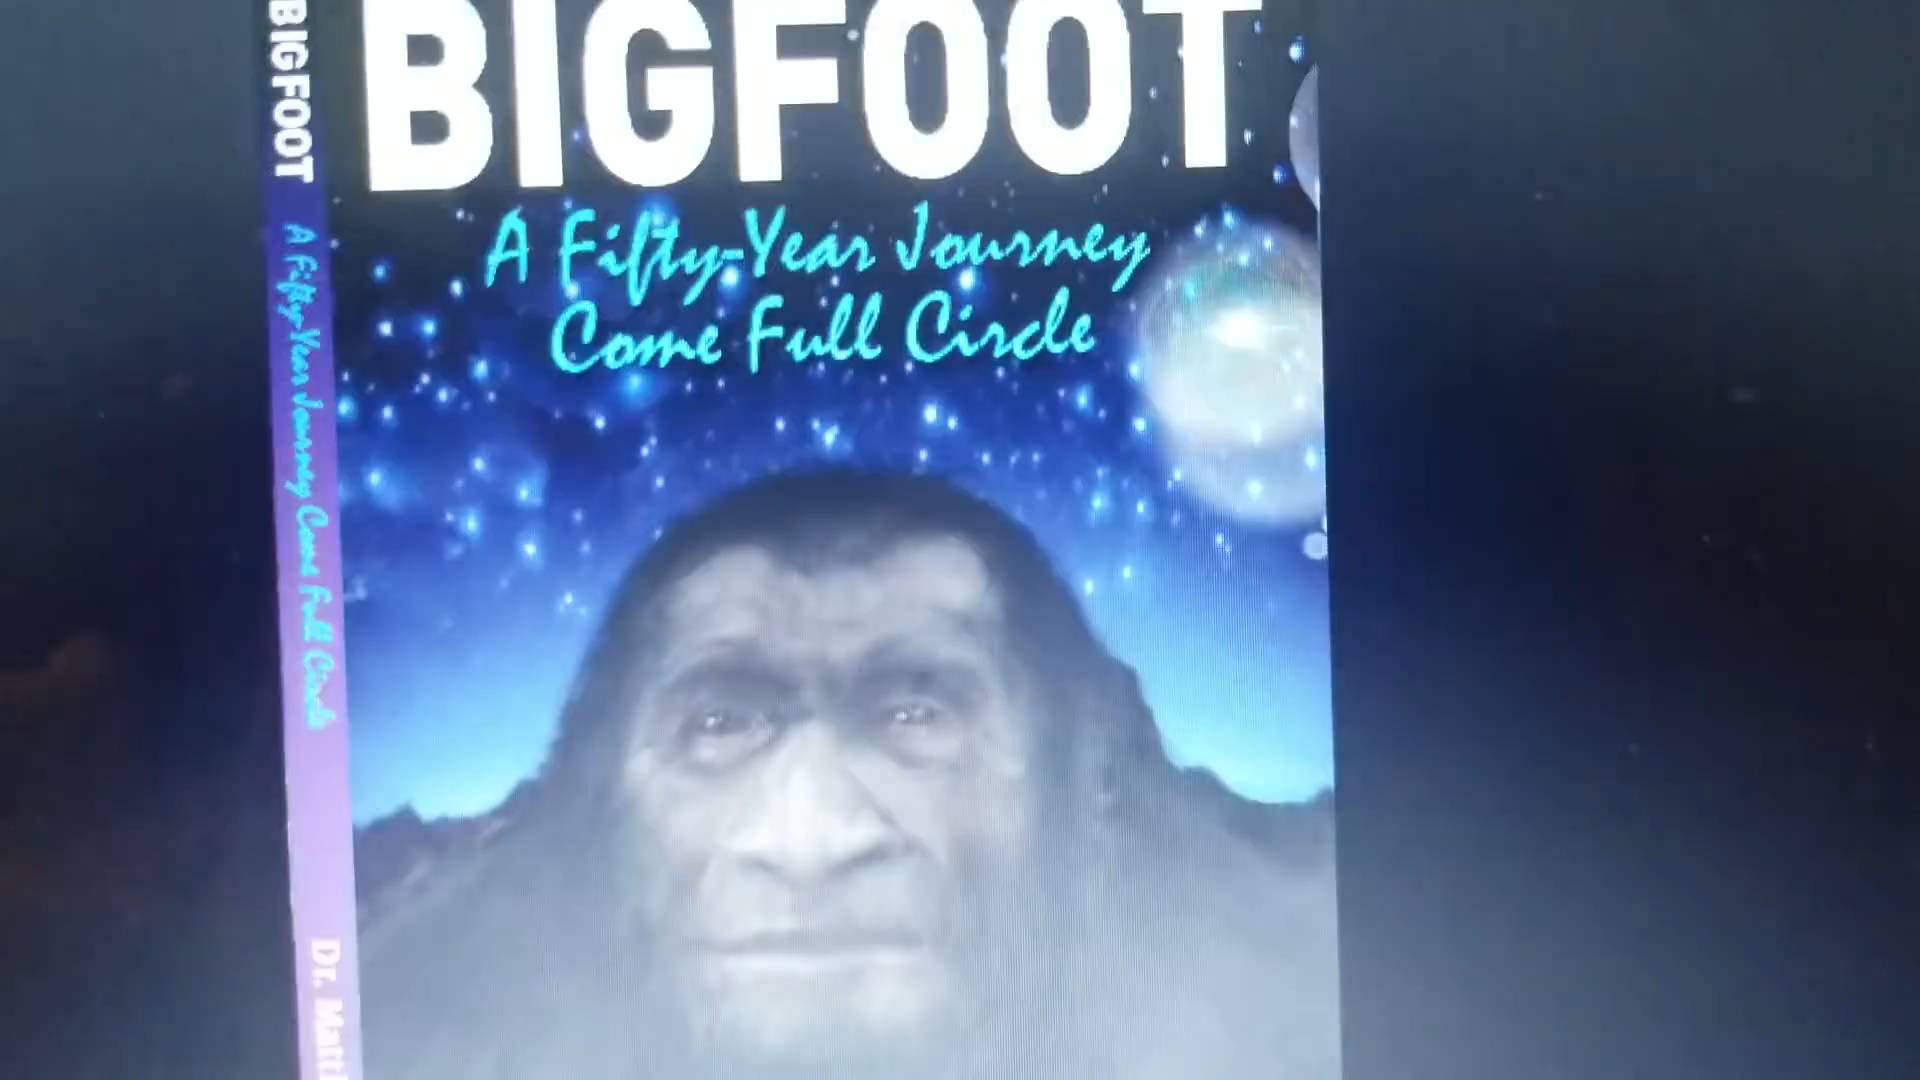 BIGFOOT
A Fifty-Year Journey
Come Full Circle
BIGFOOT A Fifty-Year Journey Come Full Circle Dr.